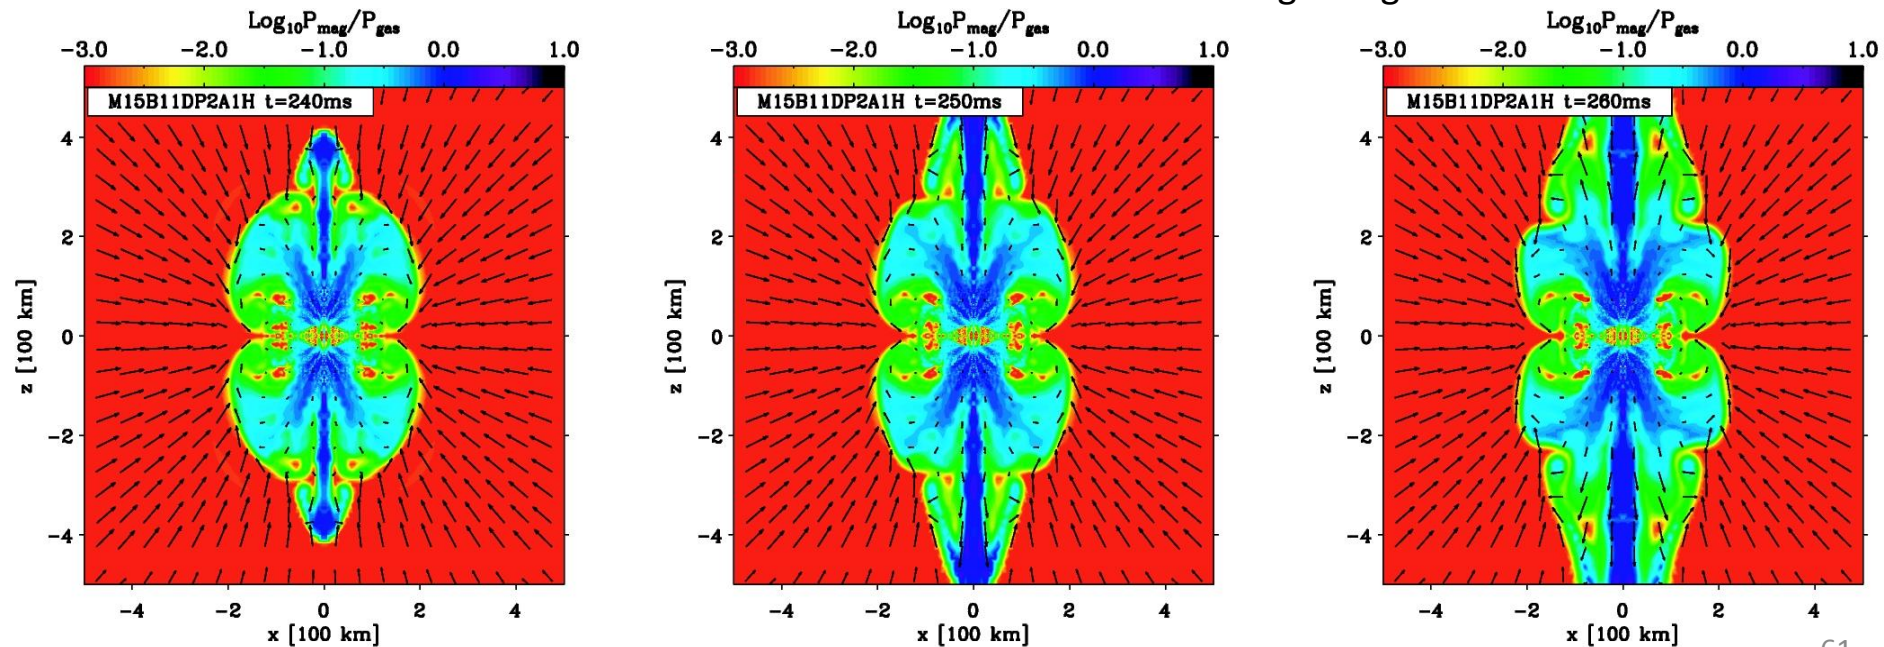 Log10Pmag/Pgas
-3.0 -2.0 -1.0 0.0 1.0
M15B11DP2A1H t=240ms
4
2
0
-2
-4
z [100 km]
-4 -2 0 2 4
x [100 km]
Log10Pmag/Pgas
-3.0 -2.0 -1.0 0.0 1.0
M15B11DP2A1H t=250ms
4
2
0
-2
-4
z [100 km]
-4 -2 0 2 4
x [100 km]
Log10Pmag/Pgas
-3.0 -2.0 -1.0 0.0 1.0
M15B11DP2A1H t=260ms
4
2
0
-2
-4
z [100 km]
-4 -2 0 2 4
x [100 km]